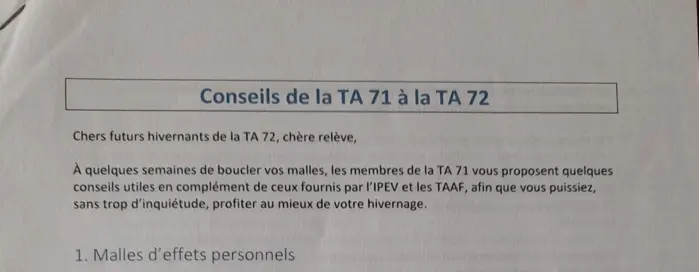 Conseils de la TA 71 à la TA 72
Chers futurs hivernants de la TA 72, chère relève,
À quelques semaines de boucler vos malles, les membres de la TA 71 vous proposent quelques
conseils utiles en complément de ceux fournis par l'IPEV et les TAAF, afin que vous puissiez,
sans trop d'inquiétude, profiter au mieux de votre hivernage.
1. Malles d'effets personnels